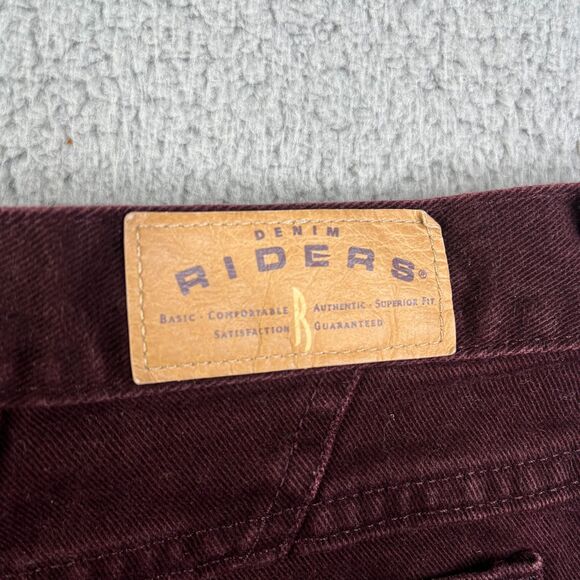 DENIM
RIDERS®
BASIC · COMFORTABLE AUTHENTIC · SUPERIOR FIT
R
SATISFACTION GUARANTEED